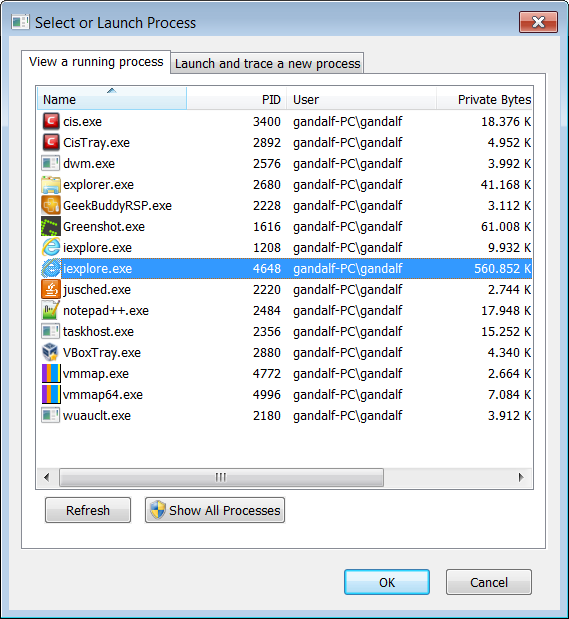 Select or Launch Process
View a running process Launch and trace a new process
Name PID User Private Bytes
cis.exe 3400 gandalf-PC\gandalf 18.376 K
CisTray.exe 2892 gandalf-PC\gandalf 4.952 K
dwm.exe 2576 gandalf-PC\gandalf 3.992 K
explorer.exe 2680 gandalf-PC\gandalf 41.168 K
GeekBuddyRSP.exe 2228 gandalf-PC\gandalf 3.112 K
Greenshot.exe 1616 gandalf-PC\gandalf 61.008 K
iexplore.exe 1208 gandalf-PC\gandalf 9.932 K
iexplore.exe 4648 gandalf-PC\gandalf 560.852 K
jusched.exe 2220 gandalf-PC\gandalf 2.744 K
notepad++.exe 2484 gandalf-PC\gandalf 17.948 K
taskhost.exe 2356 gandalf-PC\gandalf 15.252 K
VBoxTray.exe 2880 gandalf-PC\gandalf 4.340 K
vmmap.exe 4772 gandalf-PC\gandalf 2.664 K
vmmap64.exe 4996 gandalf-PC\gandalf 7.084 K
wuauclt.exe 2180 gandalf-PC\gandalf 3.912 K
Refresh Show All Processes
OK Cancel